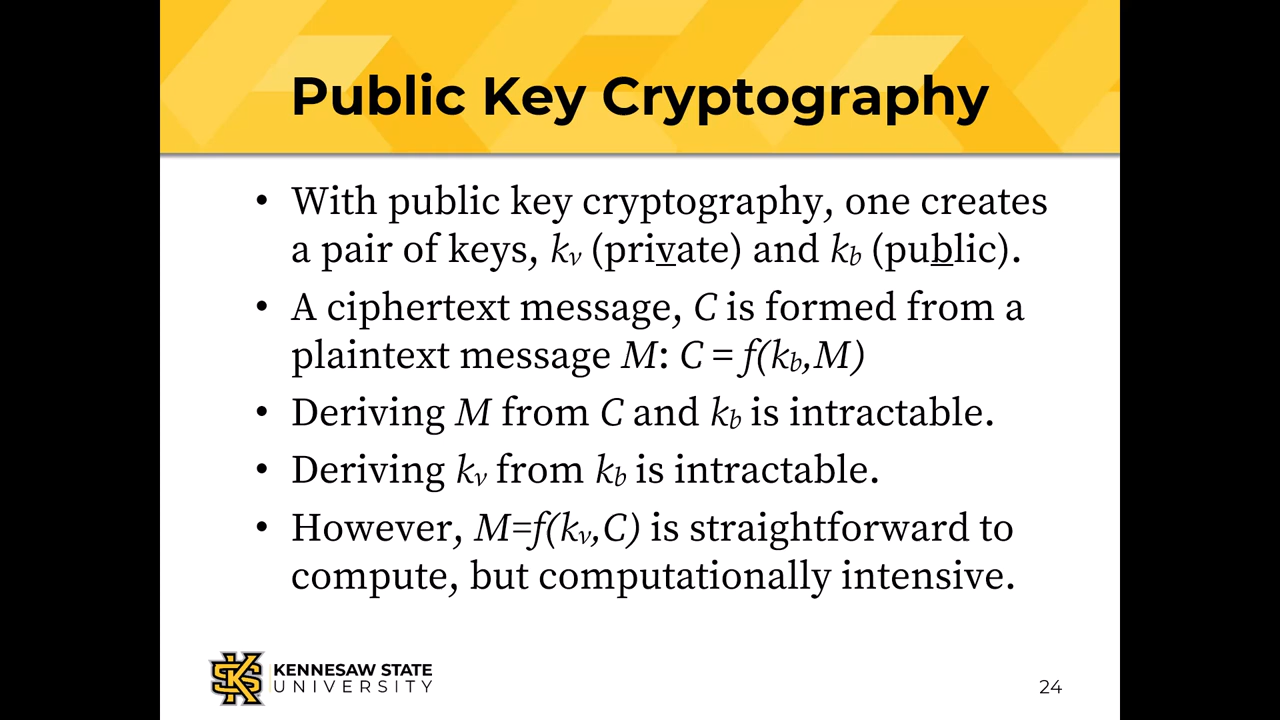 Public Key Cryptography
• With public key cryptography, one creates
a pair of keys, kv (private) and kb (public).
• A ciphertext message, C is formed from a
plaintext message M: C = f(kb,M)
• Deriving M from C and kb is intractable.
• Deriving kv from kb is intractable.
• However, M=f(kv,C) is straightforward to
compute, but computationally intensive.
KENNESAW STATE
UNIVERSITY
24